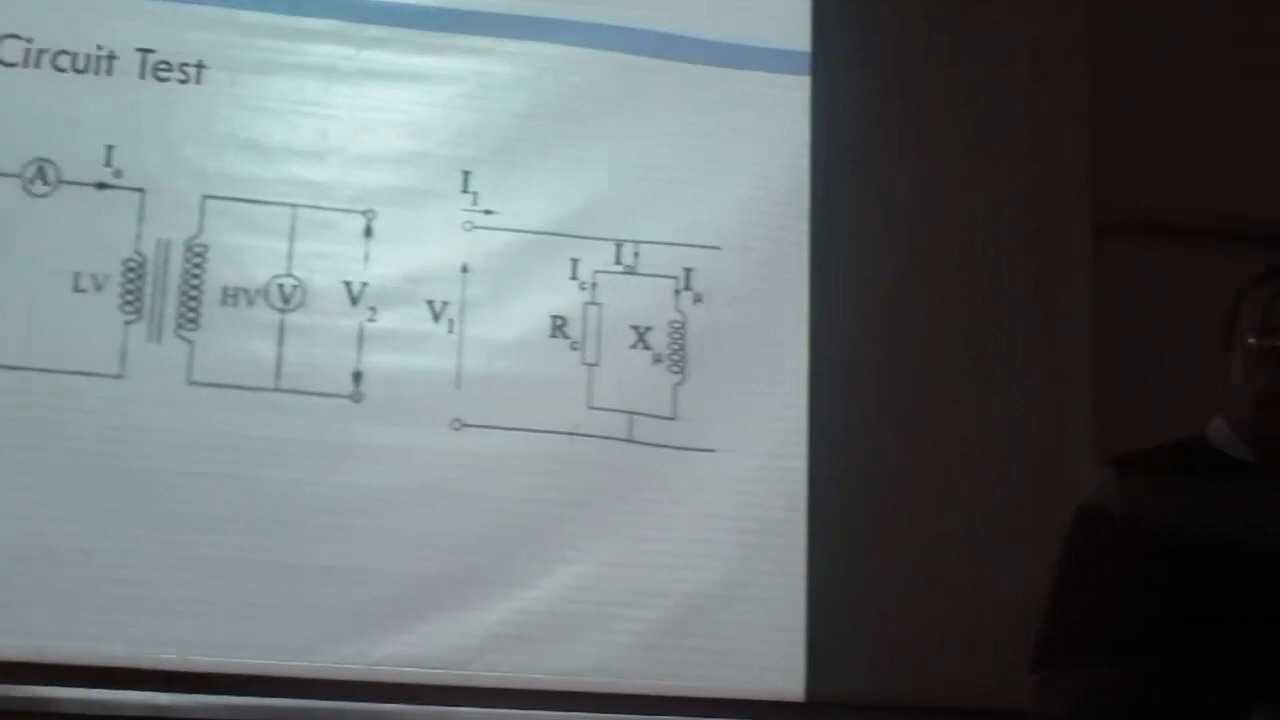 Circuit Test
A
I₀
LV
HV
V
V₂
I₁
V₁
I₀
I_c
I_μ
R_c
X_μ